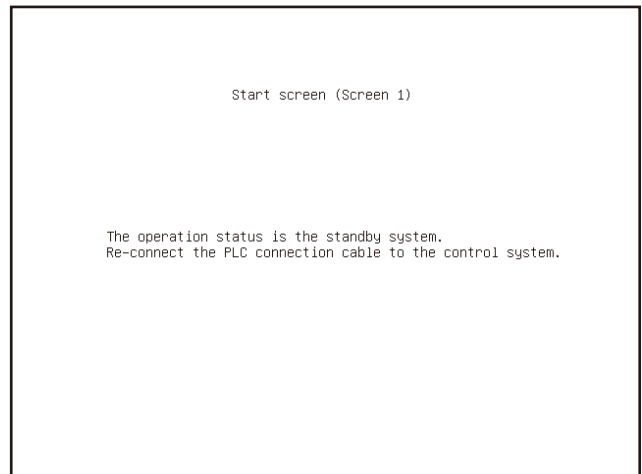 Start screen (Screen 1)
The operation status is the standby system.
Re-connect the PLC connection cable to the control system.